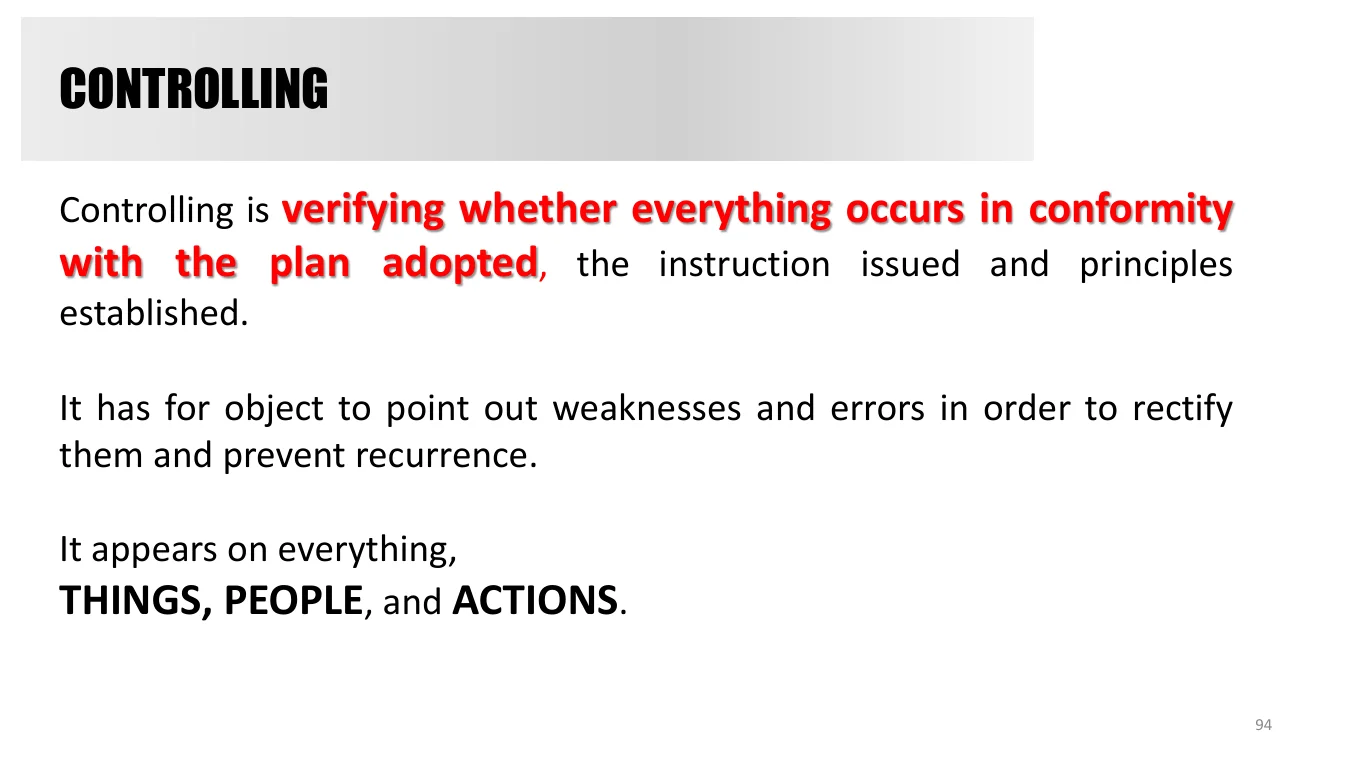 CONTROLLING
Controlling is verifying whether everything occurs in conformity
with the plan adopted, the instruction issued and principles
established.
It has for object to point out weaknesses and errors in order to rectify
them and prevent recurrence.
It appears on everything,
THINGS, PEOPLE, and ACTIONS.
94